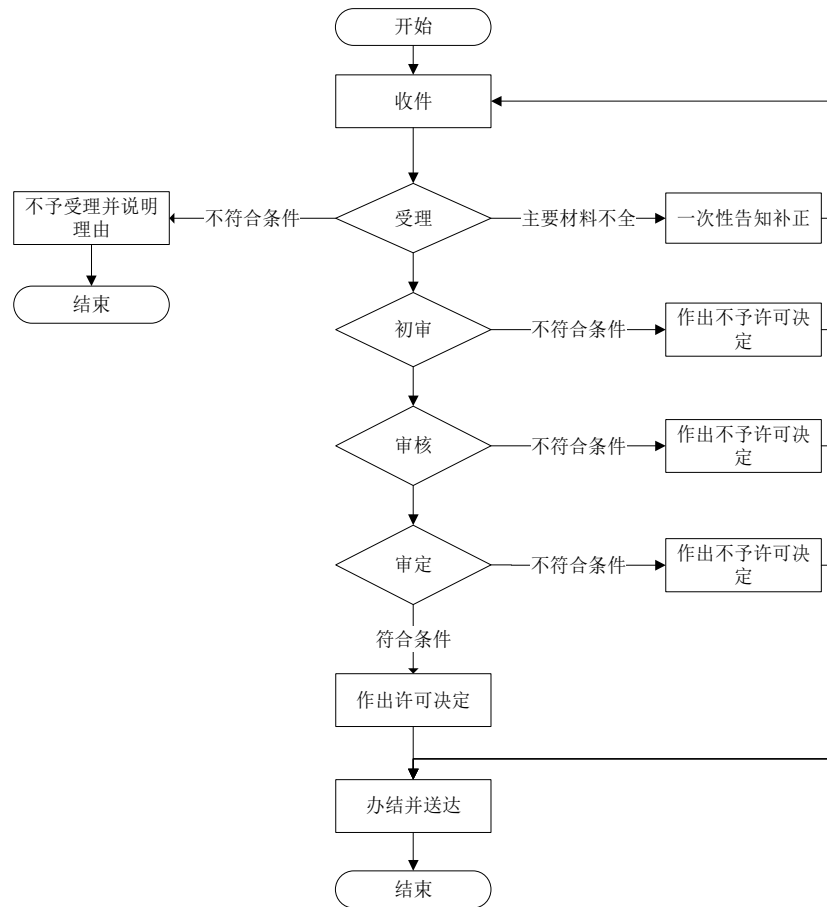 开始
收件
不予受理并说明
理由
不符合条件
受理
主要材料不全
一次性告知补正
结束
初审
不符合条件
作出不予许可决
定
审核
不符合条件
作出不予许可决
定
审定
不符合条件
作出不予许可决
定
符合条件
作出许可决定
办结并送达
结束